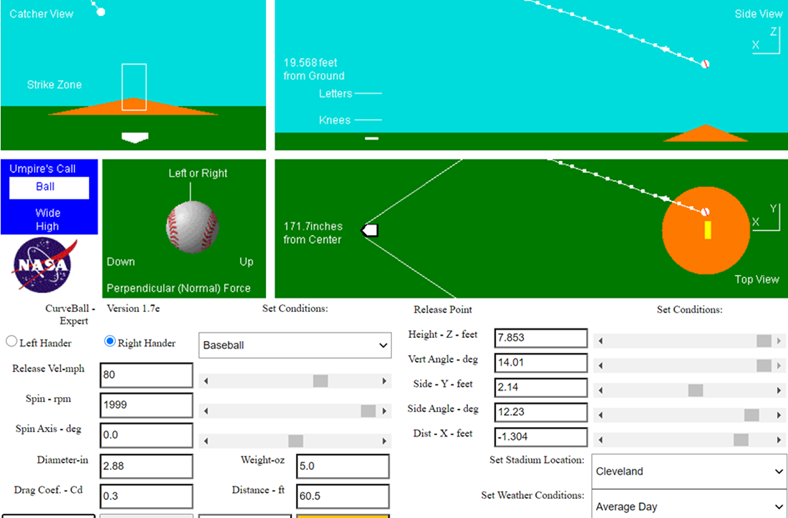 Catcher View
Strike Zone
Side View
Z
X
19.568 feet
from Ground
Letters
Knees
Umpire's Call
Ball
Wide
High
NASA
Left or Right
Down
Up
Perpendicular (Normal) Force
171.7inches
from Center
Y
X
Top View
CurveBall -
Expert
Version 1.7e
Set Conditions:
Release Point
Set Conditions:
Left Hander
Right Hander
Baseball
Release Vel-mph
80
Spin - rpm
1999
Spin Axis - deg
0.0
Diameter-in
2.88
Weight-oz
5.0
Drag Coef. - Cd
0.3
Distance - ft
60.5
Height - Z - feet
7.853
Vert Angle - deg
14.01
Side - Y - feet
2.14
Side Angle - deg
12.23
Dist - X - feet
-1.304
Set Stadium Location:
Cleveland
Set Weather Conditions:
Average Day